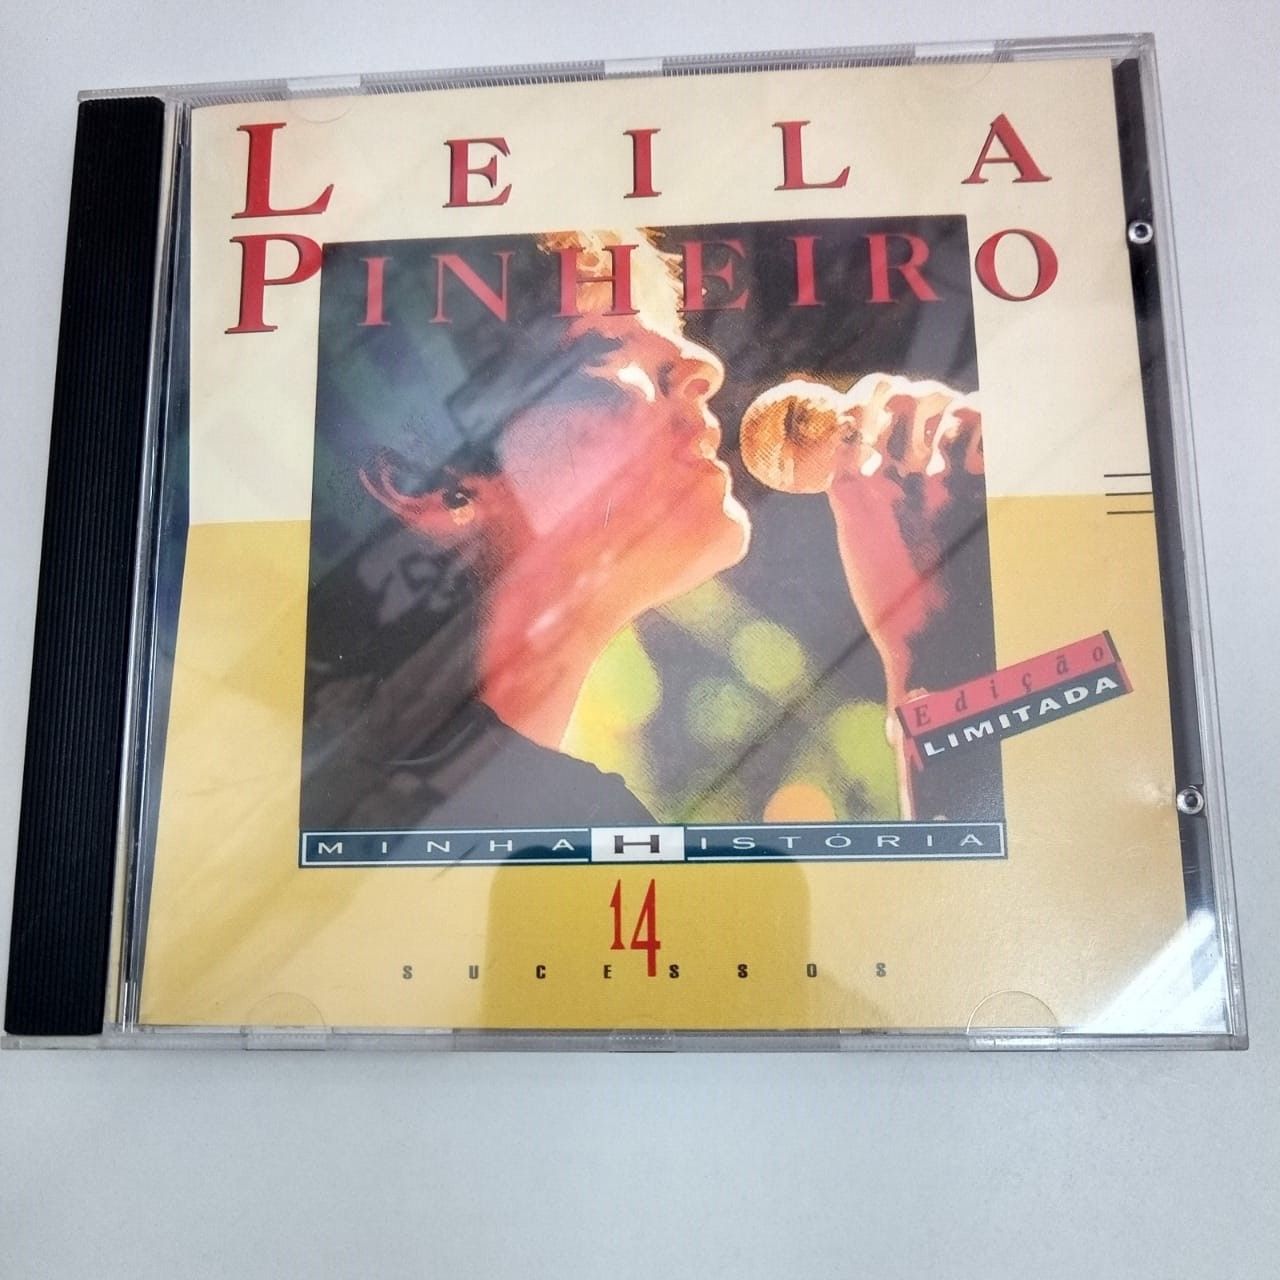 LEILA
PINHEIRO
Edição
LIMITADA
MINHA HISTÓRIA
14
SUCESSOS